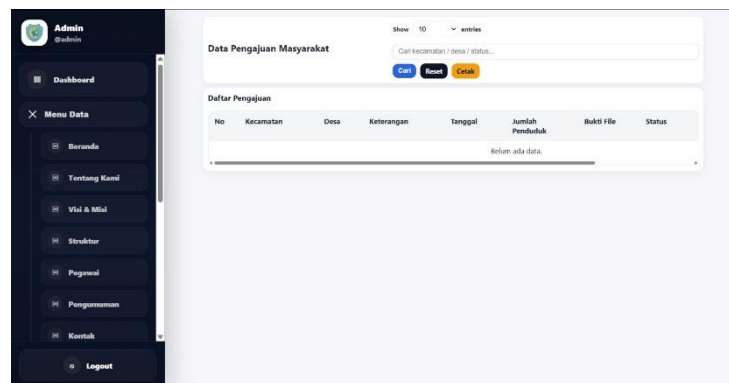 Admin
@admin
Dashboard
Menu Data
Beranda
Tentang Kami
Visi & Misi
Struktur
Pegawai
Pengumuman
Kontak
Logout
Data Pengajuan Masyarakat
Show 10 entries
Cari kecamatan / desa / status...
Cari Reset Cetak
Daftar Pengajuan
No Kecamatan Desa Keterangan Tanggal Jumlah Penduduk Bukti File Status
Belum ada data.